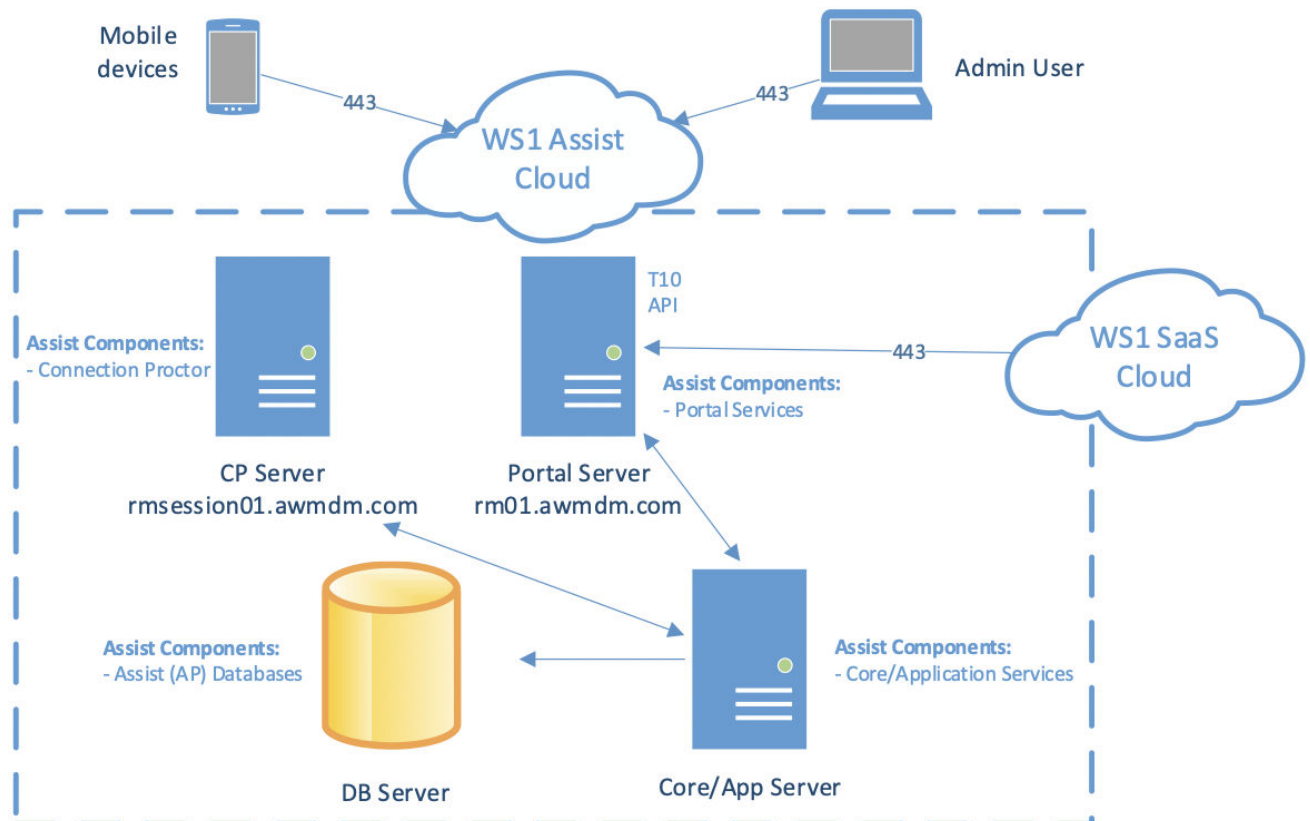 Mobile
devices
443
WS1 Assist
Cloud
443
Admin User
T10
API
Assist Components:
- Connection Proctor
443
WS1 SaaS
Cloud
Assist Components:
- Portal Services
CP Server
rmsession01.awmdm.com
Portal Server
rm01.awmdm.com
Assist Components:
- Assist (AP) Databases
Assist Components:
- Core/Application Services
DB Server
Core/App Server